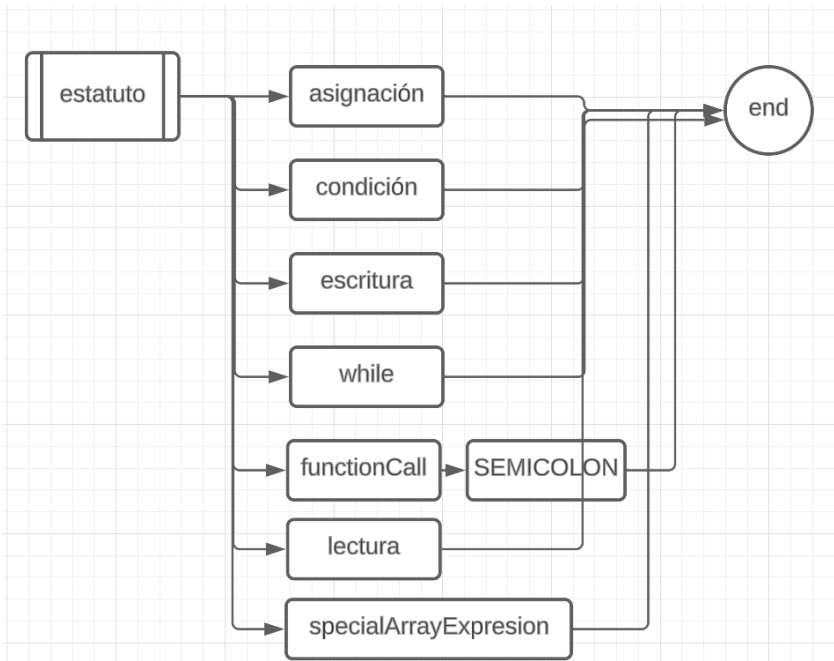 estatuto
asignación
end
condición
escritura
while
functionCall
SEMICOLON
lectura
specialArrayExpresion